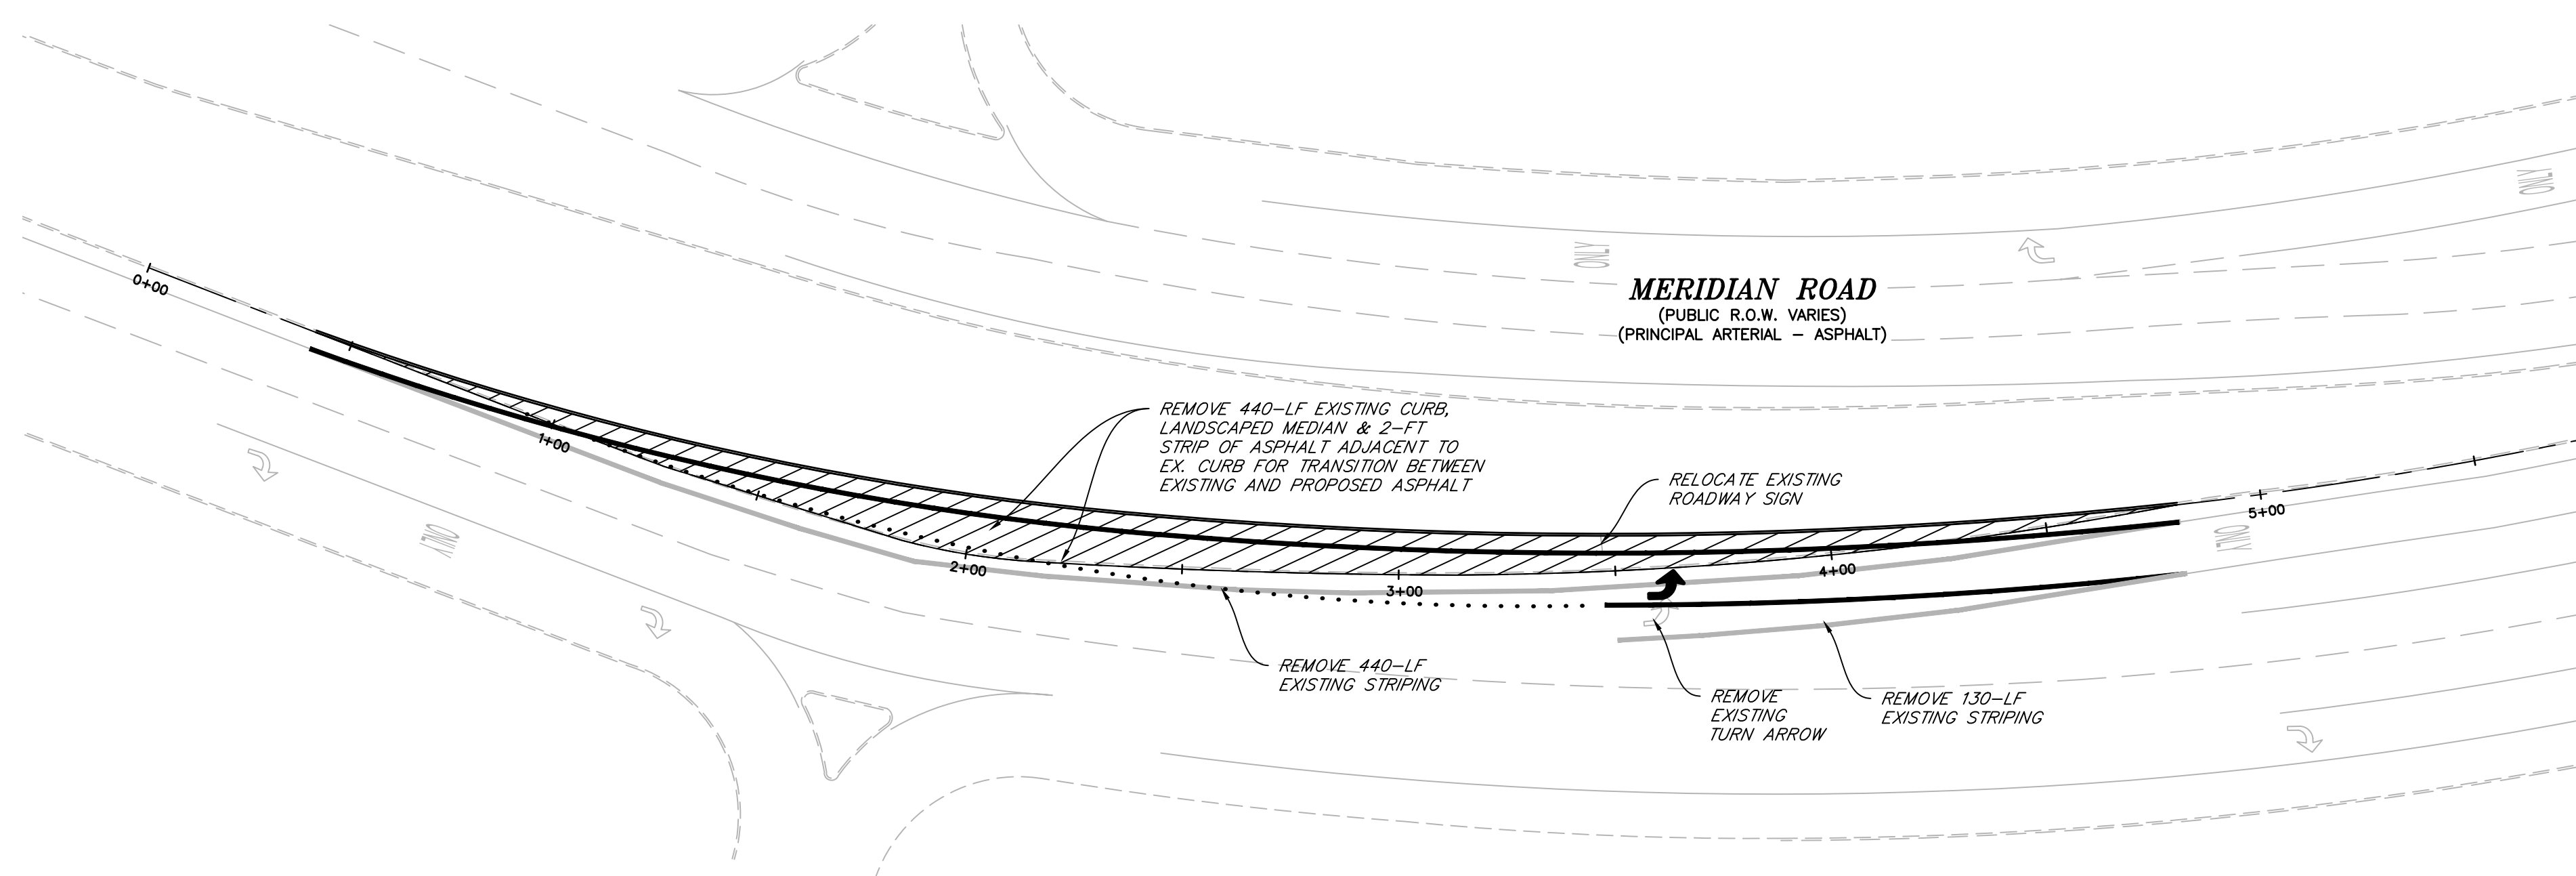 ONLY
ONLY
MERIDIAN ROAD
(PUBLIC R.O.W. VARIES)
(PRINCIPAL ARTERIAL – ASPHALT)
0+00
1+00
2+00
3+00
4+00
5+00
REMOVE 440–LF EXISTING CURB,
LANDSCAPED MEDIAN & 2–FT
STRIP OF ASPHALT ADJACENT TO
EX. CURB FOR TRANSITION BETWEEN
EXISTING AND PROPOSED ASPHALT
RELOCATE EXISTING
ROADWAY SIGN
ONLY
ONLY
REMOVE 440–LF
EXISTING STRIPING
REMOVE
EXISTING
TURN ARROW
REMOVE 130–LF
EXISTING STRIPING